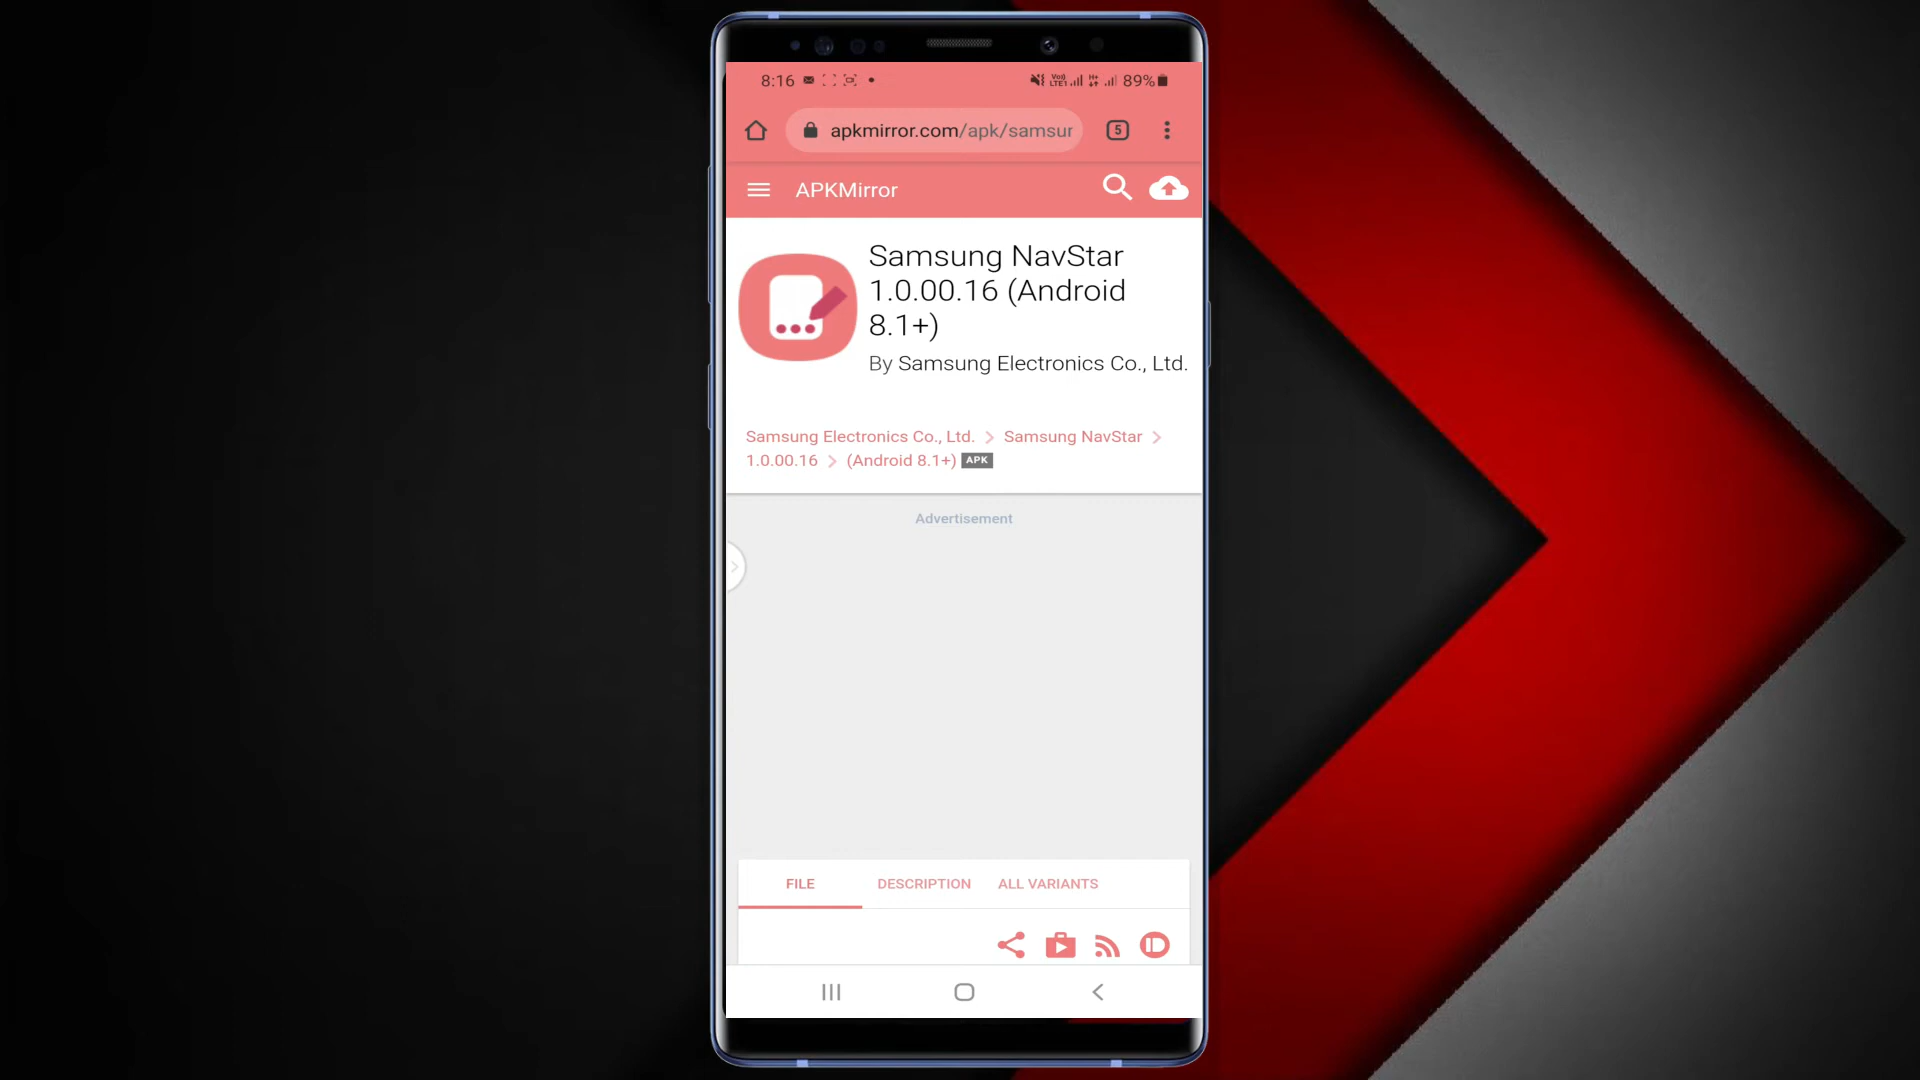 8:16
Vo))
LTE1
89%
apkmirror.com/apk/samsur
5
APKMirror
Samsung NavStar
1.0.00.16 (Android
8.1+)
By Samsung Electronics Co., Ltd.
Samsung Electronics Co., Ltd. > Samsung NavStar >
1.0.00.16 > (Android 8.1+) APK
Advertisement
FILE DESCRIPTION ALL VARIANTS